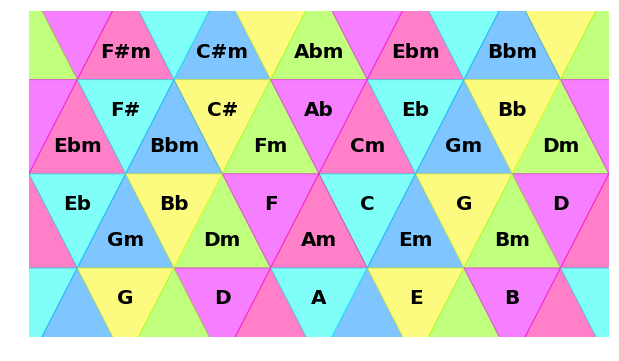 F#m C#m Abm Ebm Bbm
F# C# Ab Eb Bb
Ebm Bbm Fm Cm Gm Dm
Eb Bb F C G D
Gm Dm Am Em Bm
G D A E B